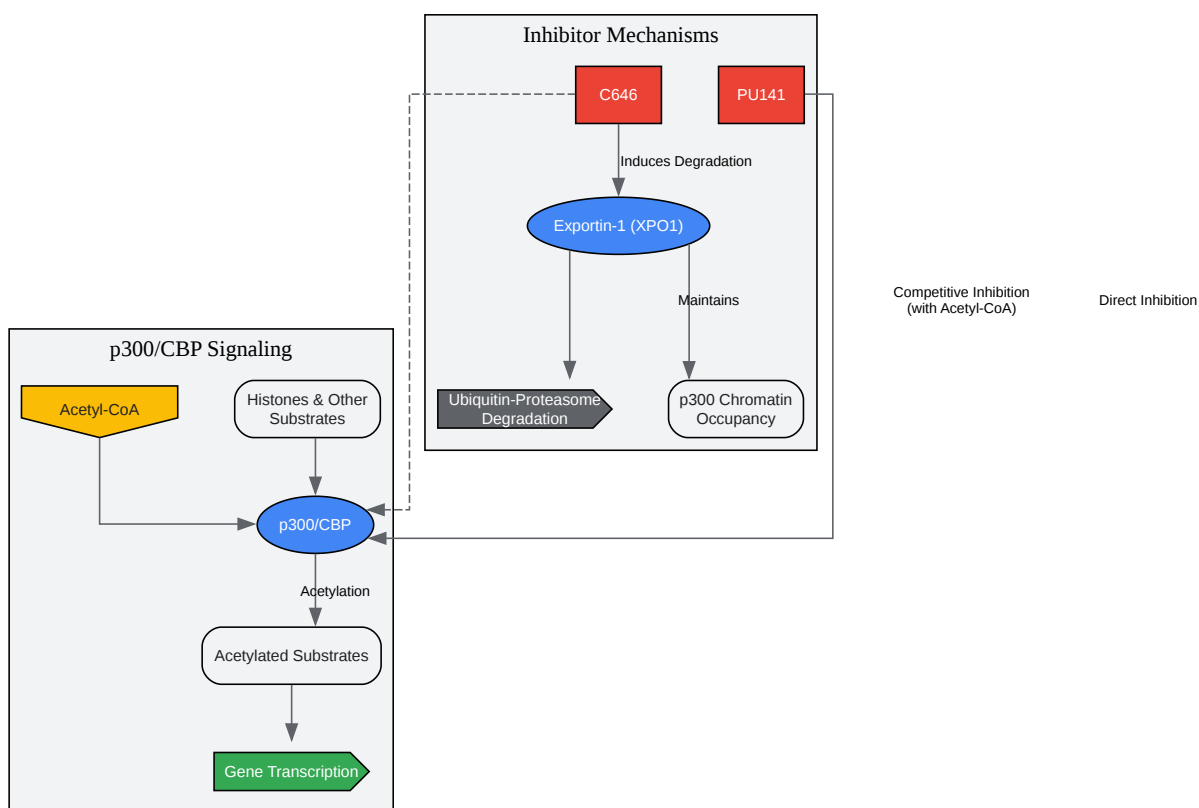 Inhibitor Mechanisms
C646
PU141
Induces Degradation
Exportin-1 (XPO1)
Maintains
Competitive Inhibition
(with Acetyl-CoA)
Direct Inhibition
Ubiquitin-Proteasome
Degradation
p300 Chromatin
Occupancy
p300/CBP Signaling
Acetyl-CoA
Histones & Other
Substrates
p300/CBP
Acetylation
Acetylated Substrates
Gene Transcription